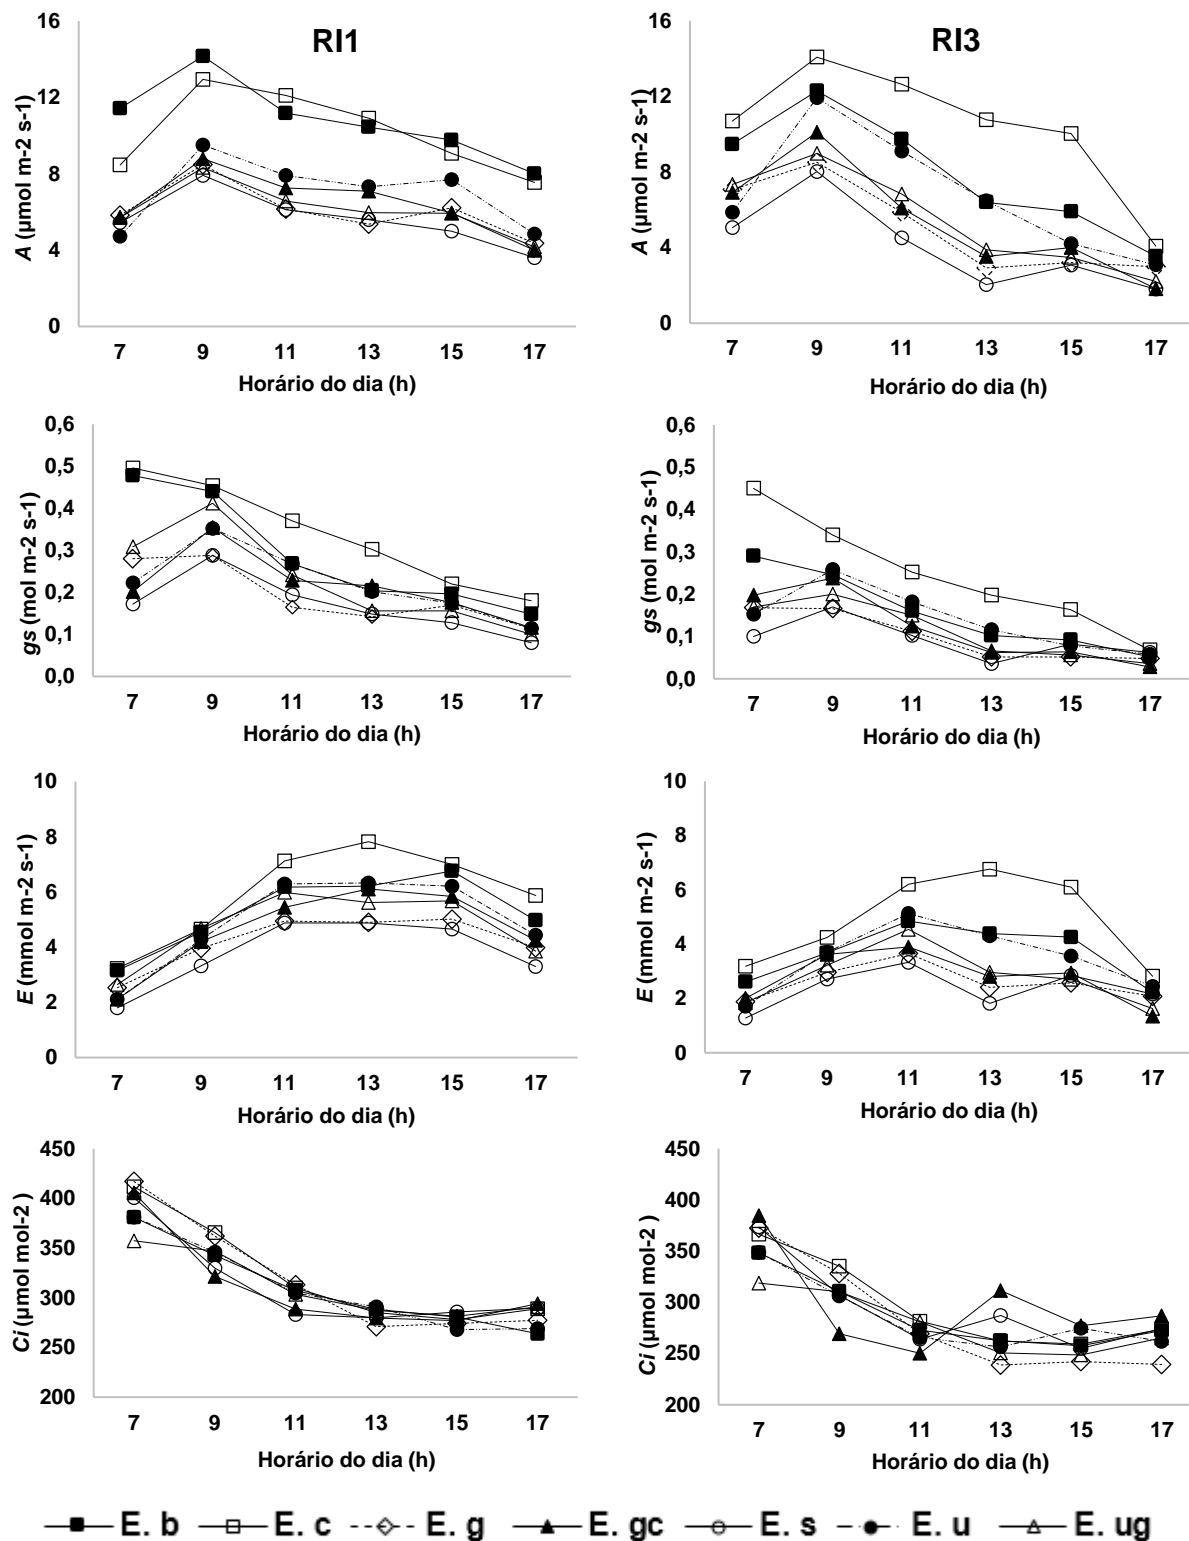 RI1
16
12
8
4
0
A (µmol m-2 s-1)
7 9 11 13 15 17
Horário do dia (h)
RI3
16
12
8
4
0
A (µmol m-2 s-1)
7 9 11 13 15 17
Horário do dia (h)
0,6
0,5
0,4
0,3
0,2
0,1
0,0
gs (mol m-2 s-1)
7 9 11 13 15 17
Horário do dia (h)
0,6
0,5
0,4
0,3
0,2
0,1
0,0
gs (mol m-2 s-1)
7 9 11 13 15 17
Horário do dia (h)
10
8
6
4
2
0
E (mmol m-2 s-1)
7 9 11 13 15 17
Horário do dia (h)
10
8
6
4
2
0
E (mmol m-2 s-1)
7 9 11 13 15 17
Horário do dia (h)
450
400
350
300
250
200
Ci (µmol mol-2 )
7 9 11 13 15 17
Horário do dia (h)
450
400
350
300
250
200
Ci (µmol mol-2 )
7 9 11 13 15 17
Horário do dia (h)
E. b E. c E. g E. gc E. s E. u E. ug